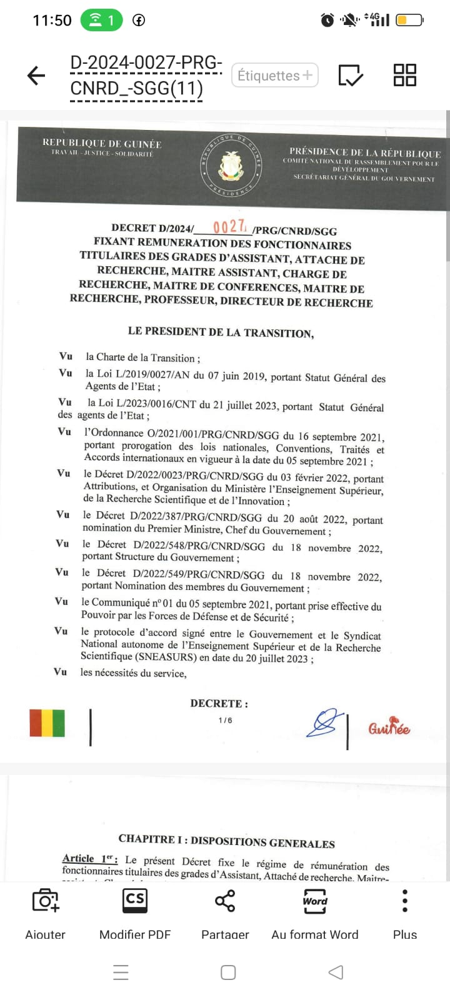 11:50
1
4G
D-2024-0027-PRG-
CNRD_-SGG(11)
Étiquettes+
REPUBLIQUE DE GUINÉE
TRAVAIL - JUSTICE - SOLIDARITÉ
RÉPUBLIQUE DE GUINÉE
PRÉSIDENCE
PRÉSIDENCE DE LA RÉPUBLIQUE
COMITÉ NATIONAL DU RASSEMBLEMENT POUR LE
DÉVELOPPEMENT
SECRÉTARIAT GÉNÉRAL DU GOUVERNEMENT
DECRET D/2024/ 0027 /PRG/CNRD/SGG
FIXANT REMUNERATION DES FONCTIONNAIRES
TITULAIRES DES GRADES D'ASSISTANT, ATTACHE DE
RECHERCHE, MAITRE ASSISTANT, CHARGE DE
RECHERCHE, MAITRE DE CONFERENCES, MAITRE DE
RECHERCHE, PROFESSEUR, DIRECTEUR DE RECHERCHE
LE PRESIDENT DE LA TRANSITION,
Vu la Charte de la Transition ;
Vu la Loi L/2019/0027/AN du 07 juin 2019, portant Statut Général des
Agents de l'Etat ;
Vu la Loi L/2023/0016/CNT du 21 juillet 2023, portant Statut Général
des agents de l'Etat ;
Vu l'Ordonnance O/2021/001/PRG/CNRD/SGG du 16 septembre 2021,
portant prorogation des lois nationales, Conventions, Traités et
Accords internationaux en vigueur à la date du 05 septembre 2021 ;
Vu le Décret D/2022/0023/PRG/CNRD/SGG du 03 février 2022, portant
Attributions, et Organisation du Ministère l'Enseignement Supérieur,
de la Recherche Scientifique et de l'Innovation ;
Vu le Décret D/2022/387/PRG/CNRD/SGG du 20 août 2022, portant
nomination du Premier Ministre, Chef du Gouvernement ;
Vu le Décret D/2022/548/PRG/CNRD/SGG du 18 novembre 2022,
portant Structure du Gouvernement ;
Vu le Décret D/2022/549/PRG/CNRD/SGG du 18 novembre 2022,
portant Nomination des membres du Gouvernement ;
Vu le Communiqué n° 01 du 05 septembre 2021, portant prise effective du
Pouvoir par les Forces de Défense et de Sécurité ;
Vu le protocole d'accord signé entre le Gouvernement et le Syndicat
National autonome de l'Enseignement Supérieur et de la Recherche
Scientifique (SNEASURS) en date du 20 juillet 2023 ;
Vu les nécessités du service,
DECRETE :
1/6
Guinée
CHAPITRE I : DISPOSITIONS GENERALES
Article 1er : Le présent Décret fixe le régime de rémunération des
fonctionnaires titulaires des grades d'Assistant, Attaché de recherche, Maitre-
CS
Word
Ajouter
Modifier PDF
Partager
Au format Word
Plus